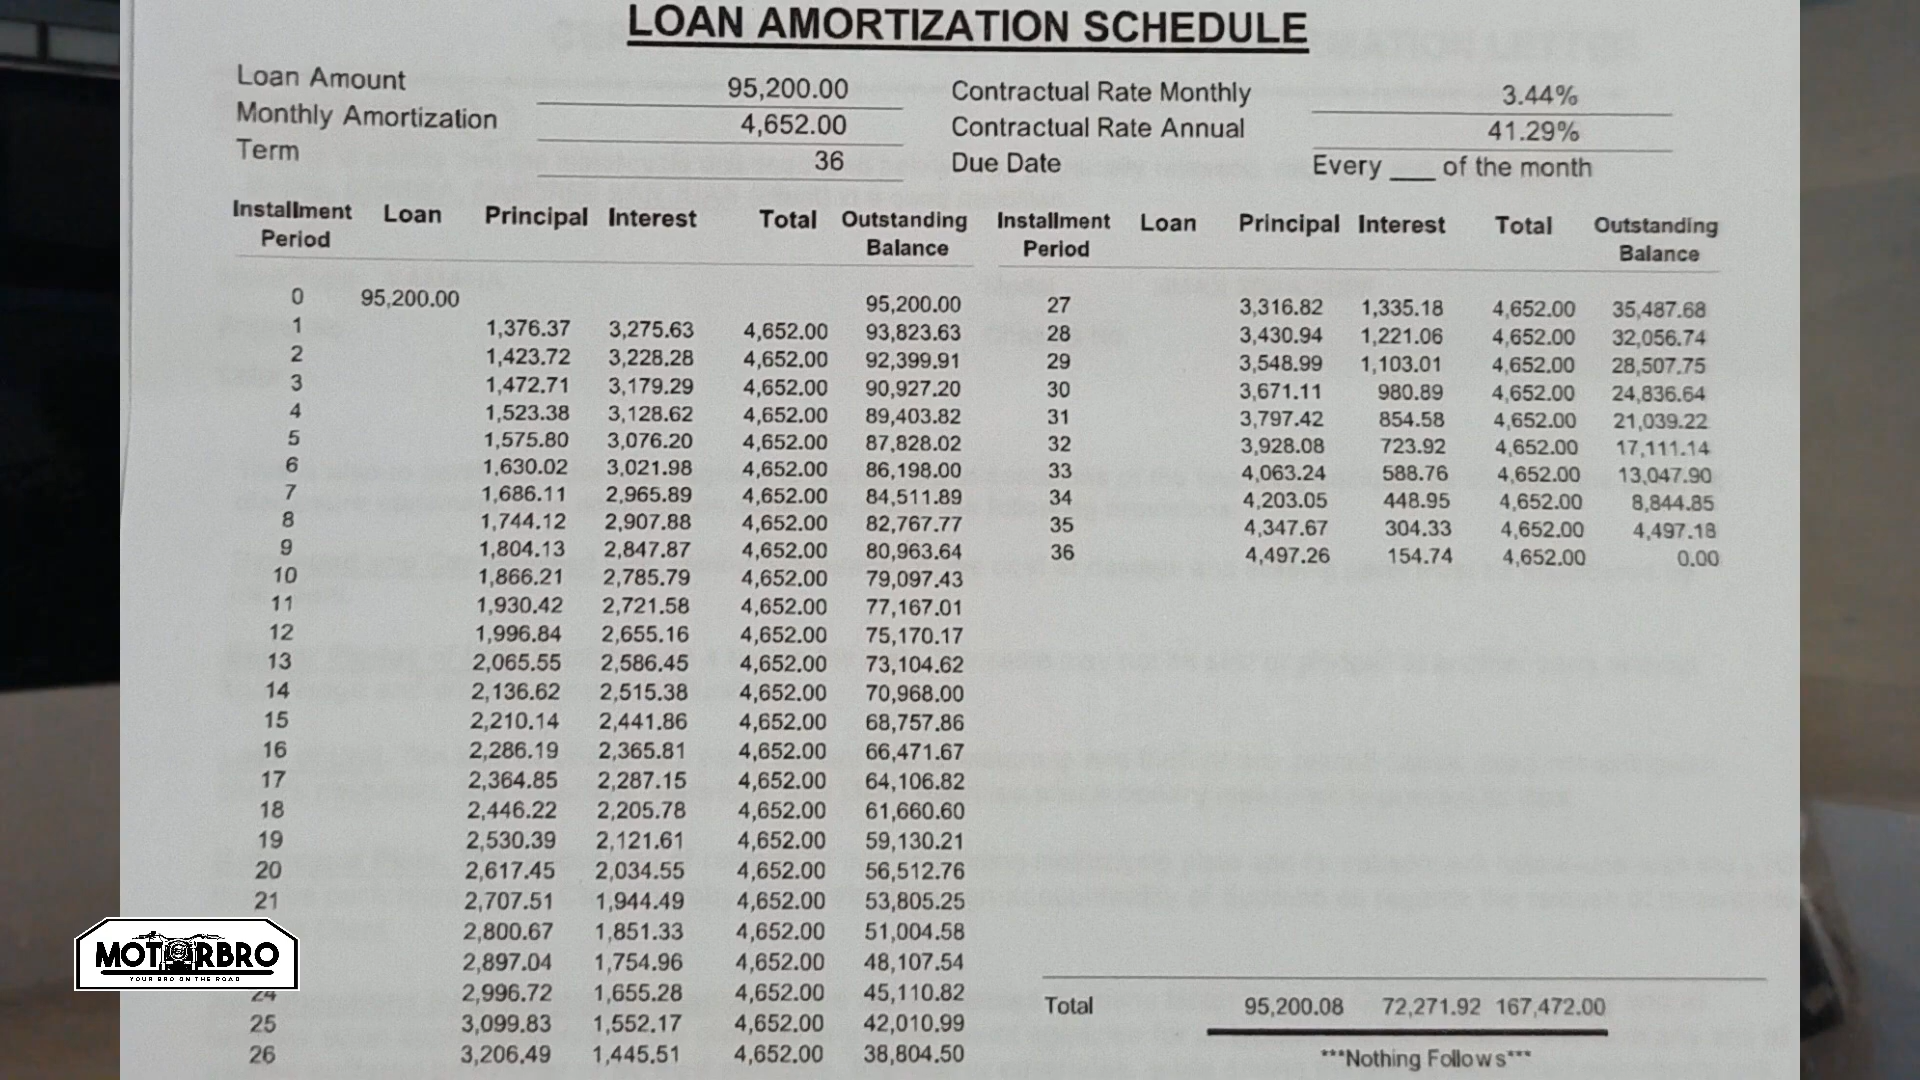 LOAN AMORTIZATION SCHEDULE
Loan Amount 95,200.00 Contractual Rate Monthly 3.44%
Monthly Amortization 4,652.00 Contractual Rate Annual 41.29%
Term 36 Due Date Every ___ of the month
Installment Period Loan Principal Interest Total Outstanding Balance Installment Period Loan Principal Interest Total Outstanding Balance
0 95,200.00 95,200.00 27 3,316.82 1,335.18 4,652.00 35,487.68
1 1,376.37 3,275.63 4,652.00 93,823.63 28 3,430.94 1,221.06 4,652.00 32,056.74
2 1,423.72 3,228.28 4,652.00 92,399.91 29 3,548.99 1,103.01 4,652.00 28,507.75
3 1,472.71 3,179.29 4,652.00 90,927.20 30 3,671.11 980.89 4,652.00 24,836.64
4 1,523.38 3,128.62 4,652.00 89,403.82 31 3,797.42 854.58 4,652.00 21,039.22
5 1,575.80 3,076.20 4,652.00 87,828.02 32 3,928.08 723.92 4,652.00 17,111.14
6 1,630.02 3,021.98 4,652.00 86,198.00 33 4,063.24 588.76 4,652.00 13,047.90
7 1,686.11 2,965.89 4,652.00 84,511.89 34 4,203.05 448.95 4,652.00 8,844.85
8 1,744.12 2,907.88 4,652.00 82,767.77 35 4,347.67 304.33 4,652.00 4,497.18
9 1,804.13 2,847.87 4,652.00 80,963.64 36 4,497.26 154.74 4,652.00 0.00
10 1,866.21 2,785.79 4,652.00 79,097.43
11 1,930.42 2,721.58 4,652.00 77,167.01
12 1,996.84 2,655.16 4,652.00 75,170.17
13 2,065.55 2,586.45 4,652.00 73,104.62
14 2,136.62 2,515.38 4,652.00 70,968.00
15 2,210.14 2,441.86 4,652.00 68,757.86
16 2,286.19 2,365.81 4,652.00 66,471.67
17 2,364.85 2,287.15 4,652.00 64,106.82
18 2,446.22 2,205.78 4,652.00 61,660.60
19 2,530.39 2,121.61 4,652.00 59,130.21
20 2,617.45 2,034.55 4,652.00 56,512.76
21 2,707.51 1,944.49 4,652.00 53,805.25
2,800.67 1,851.33 4,652.00 51,004.58
2,897.04 1,754.96 4,652.00 48,107.54
24 2,996.72 1,655.28 4,652.00 45,110.82
25 3,099.83 1,552.17 4,652.00 42,010.99
26 3,206.49 1,445.51 4,652.00 38,804.50
Total 95,200.08 72,271.92 167,472.00
***Nothing Follows***
MOTORBRO
YOUR BRO ON THE ROAD